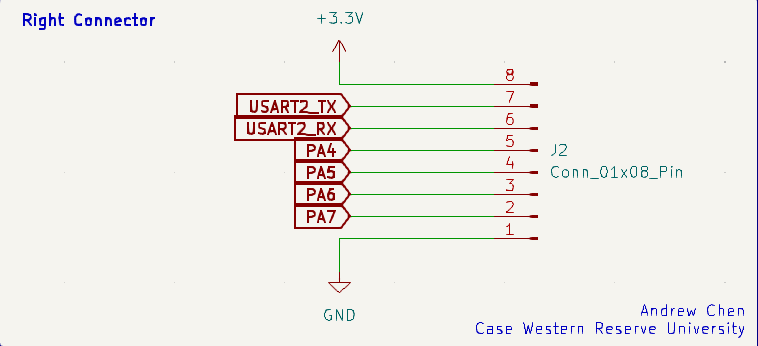 Right Connector
+3.3V
8
USART2_TX 7
USART2_RX 6
PA4 5
J2
PA5 4
Conn_01x08_Pin
PA6 3
PA7 2
1
GND
Andrew Chen
Case Western Reserve University